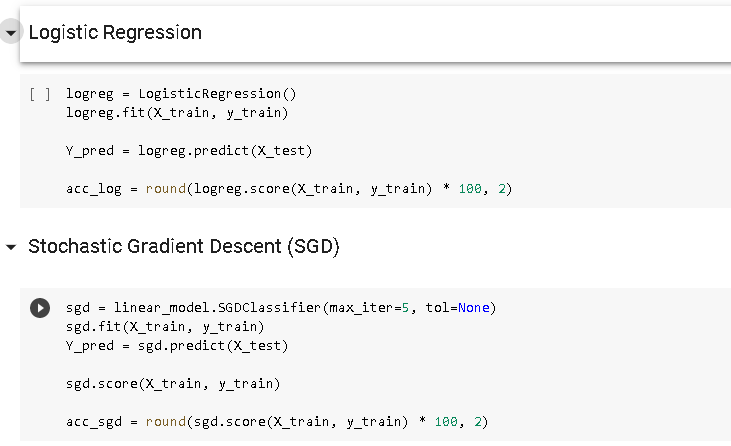 Logistic Regression
[ ] logreg = LogisticRegression()
logreg.fit(X_train, y_train)
Y_pred = logreg.predict(X_test)
acc_log = round(logreg.score(X_train, y_train) * 100, 2)
Stochastic Gradient Descent (SGD)
sgd = linear_model.SGDClassifier(max_iter=5, tol=None)
sgd.fit(X_train, y_train)
Y_pred = sgd.predict(X_test)
sgd.score(X_train, y_train)
acc_sgd = round(sgd.score(X_train, y_train) * 100, 2)